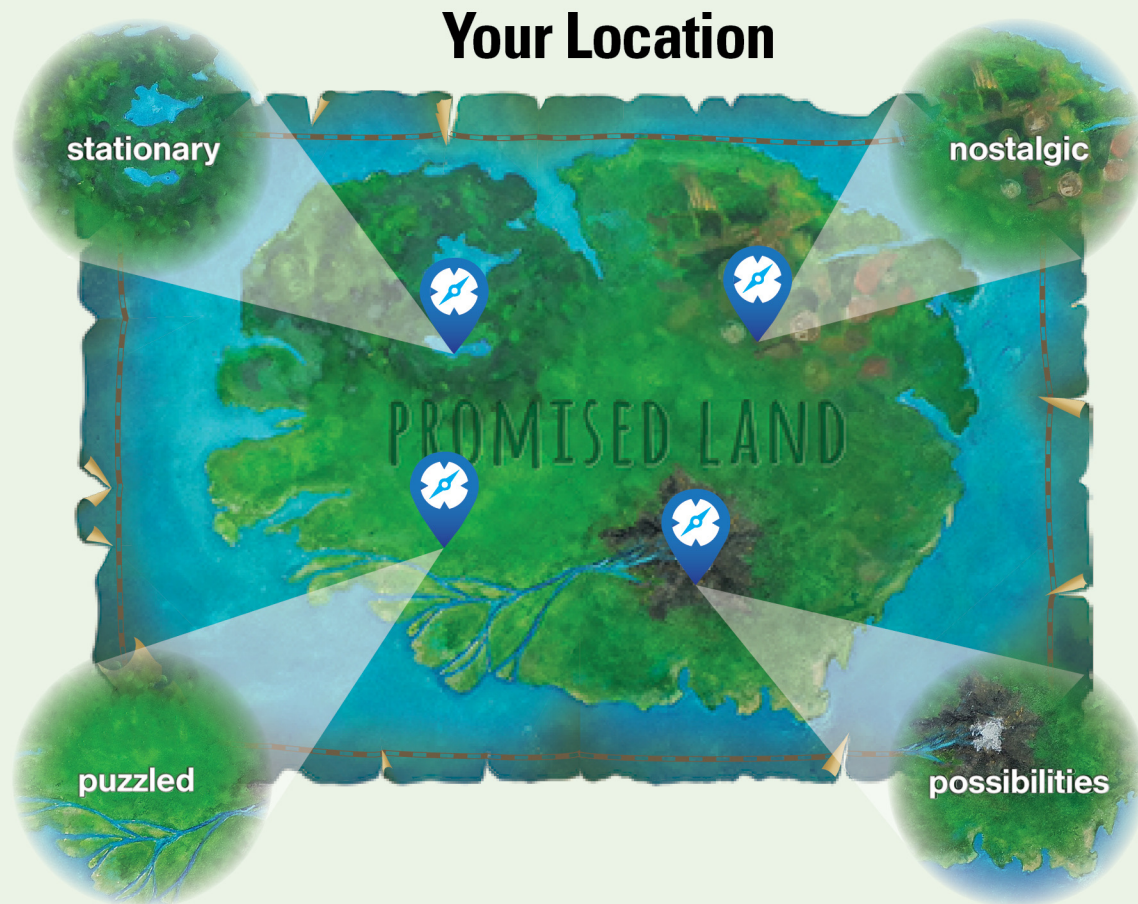 Your Location
stationary
nostalgic
PROMISED LAND
puzzled
possibilities